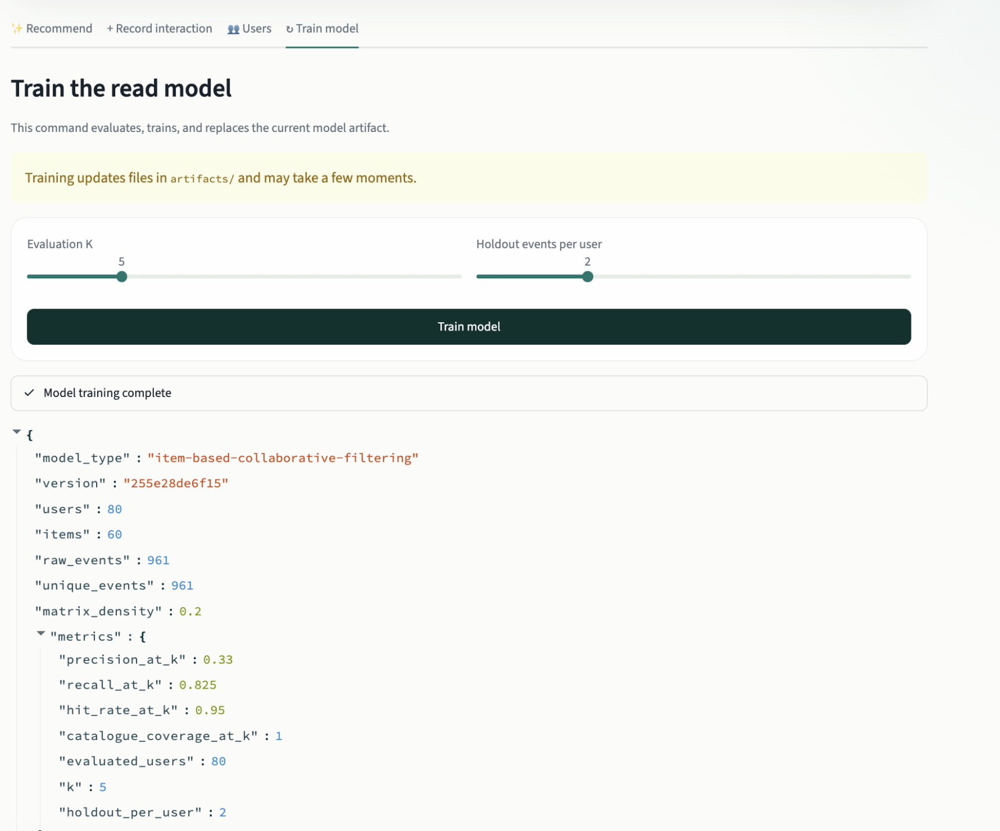 ✨ Recommend + Record interaction 👥 Users ↻ Train model
Train the read model
This command evaluates, trains, and replaces the current model artifact.
Training updates files in artifacts/ and may take a few moments.
Evaluation K Holdout events per user
5 2
Train model
✓ Model training complete
{
"model_type" : "item-based-collaborative-filtering"
"version" : "255e28de6f15"
"users" : 80
"items" : 60
"raw_events" : 961
"unique_events" : 961
"matrix_density" : 0.2
"metrics" : {
"precision_at_k" : 0.33
"recall_at_k" : 0.825
"hit_rate_at_k" : 0.95
"catalogue_coverage_at_k" : 1
"evaluated_users" : 80
"k" : 5
"holdout_per_user" : 2